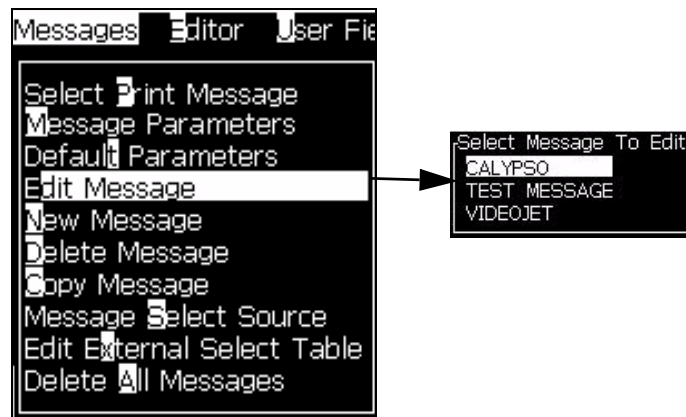 Messages Editor User Fie
Select Print Message
Message Parameters
Default Parameters
Edit Message
New Message
Delete Message
Copy Message
Message Select Source
Edit External Select Table
Delete All Messages
Select Message To Edit
CALYPSO
TEST MESSAGE
VIDEOJET